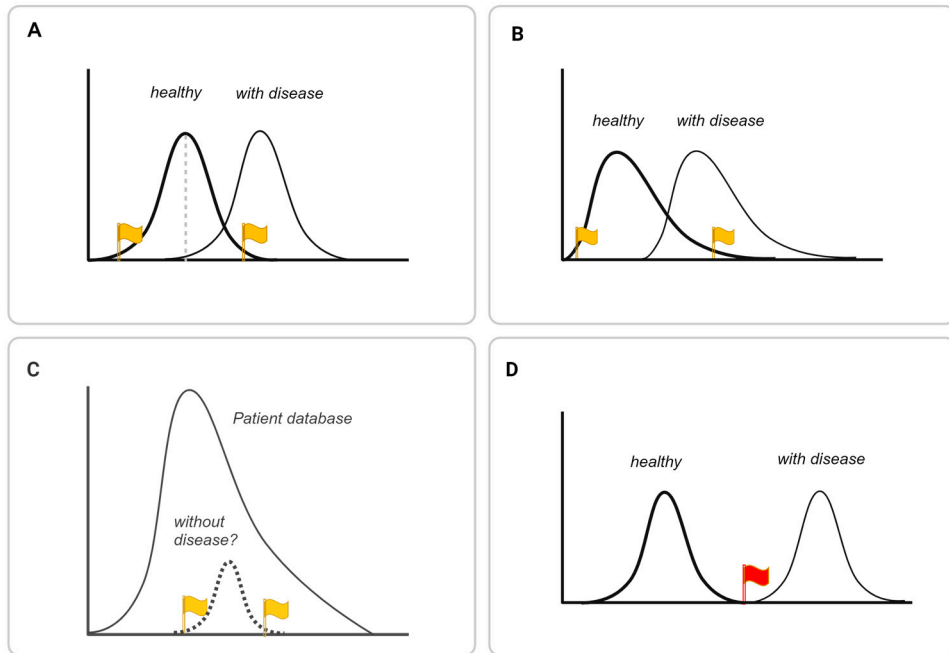 A
healthy
with disease
B
healthy
with disease
C
Patient database
without
disease?
D
healthy
with disease